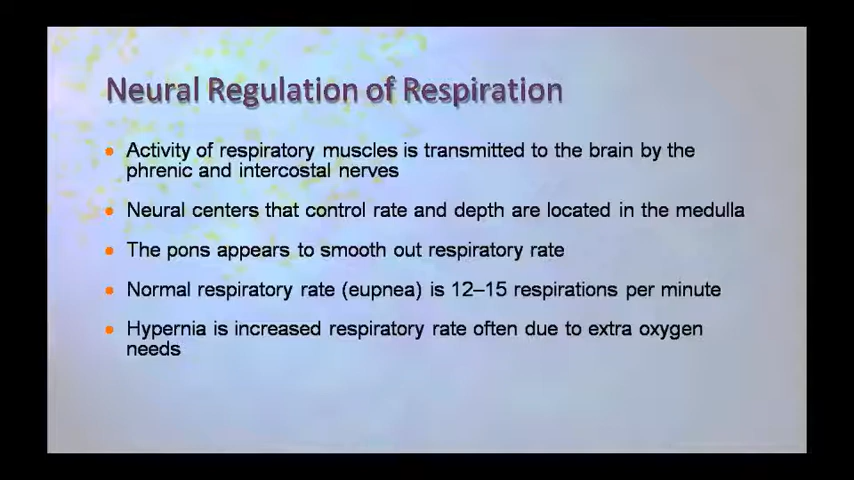 Neural Regulation of Respiration
Activity of respiratory muscles is transmitted to the brain by the
phrenic and intercostal nerves
Neural centers that control rate and depth are located in the medulla
The pons appears to smooth out respiratory rate
Normal respiratory rate (eupnea) is 12–15 respirations per minute
Hypernia is increased respiratory rate often due to extra oxygen
needs